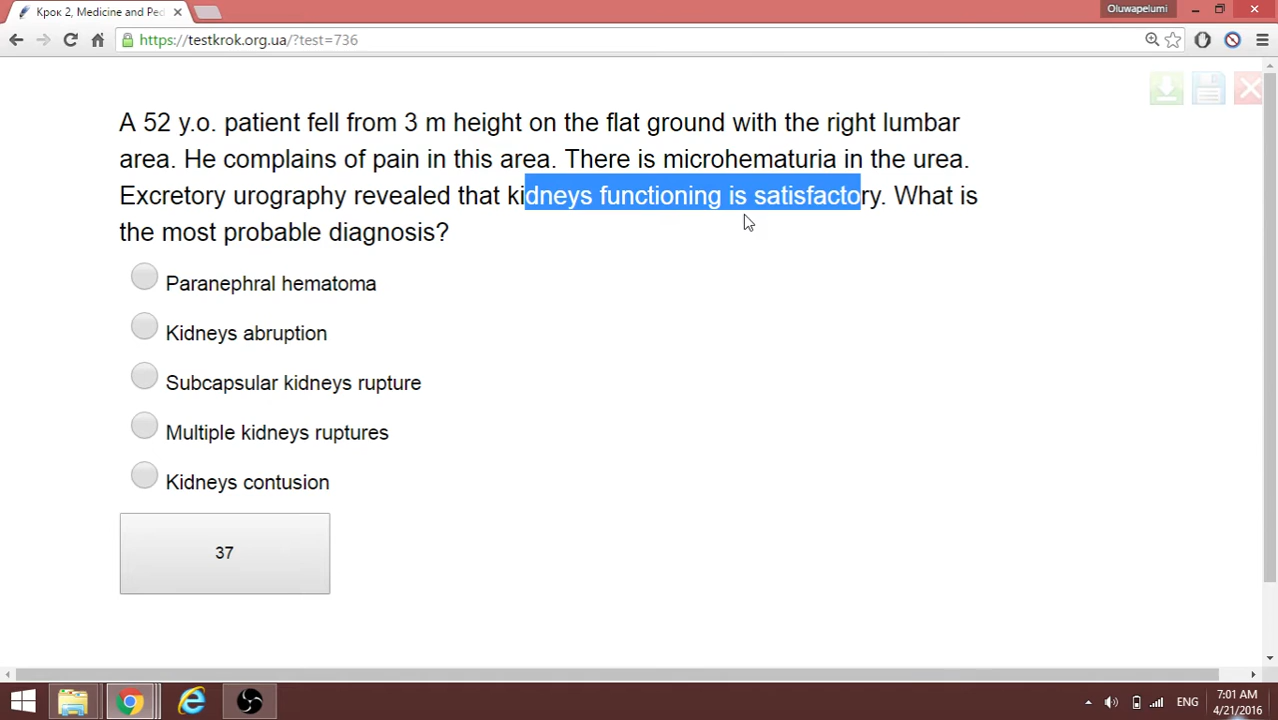 Крок 2, Medicine and Ped
Oluwapelumi
https://testkrok.org.ua/?test=736
A 52 y.o. patient fell from 3 m height on the flat ground with the right lumbar
area. He complains of pain in this area. There is microhematuria in the urea.
Excretory urography revealed that kidneys functioning is satisfactory. What is
the most probable diagnosis?
Paranephral hematoma
Kidneys abruption
Subcapsular kidneys rupture
Multiple kidneys ruptures
Kidneys contusion
37
ENG
7:01 AM
4/21/2016